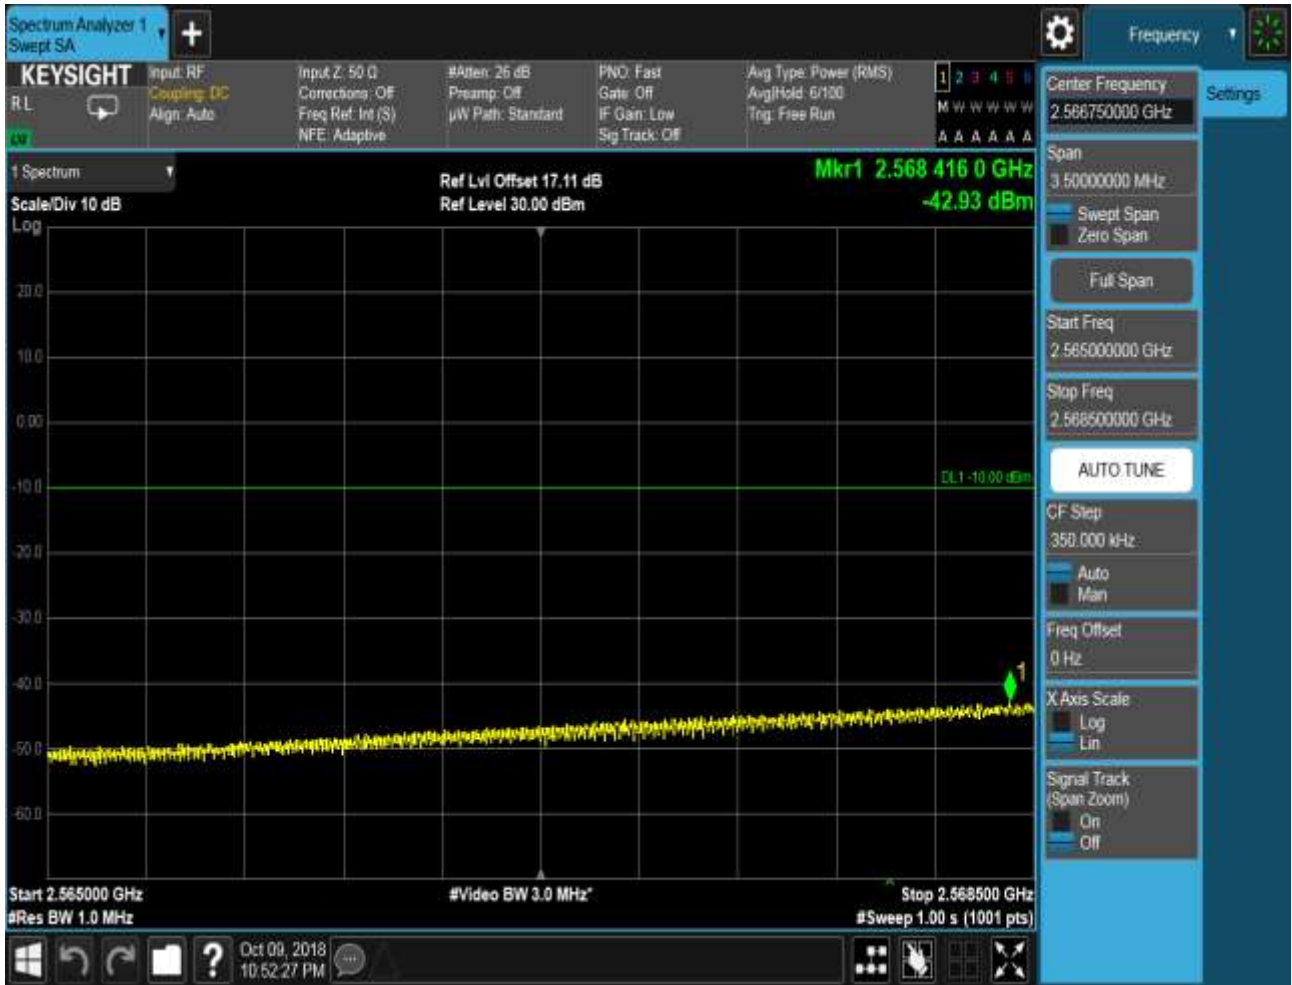 Spectrum Analyzer 1
Swept SA
Frequency
KEYSIGHT
RL
Input: RF
Coupling: DC
Align: Auto
Input Z: 50 Ω
Corrections: Off
Freq Ref: Int (S)
NFE: Adaptive
#Atten: 26 dB
Preamp: Off
µW Path: Standard
PNO: Fast
Gate: Off
IF Gain: Low
Sig Track: Off
Avg Type: Power (RMS)
Avg|Hold: 6/100
Trig: Free Run
1 2 3 4 5 6
M W W W W W
A A A A A A
1 Spectrum
Scale/Div 10 dB
Log
Ref Lvl Offset 17.11 dB
Ref Level 30.00 dBm
Mkr1 2.568 416 0 GHz
-42.93 dBm
20.0
10.0
0.00
-10.0
-20.0
-30.0
-40.0
-50.0
-60.0
DL1 -10.00 dBm
1
Start 2.565000 GHz
#Res BW 1.0 MHz
#Video BW 3.0 MHz*
Stop 2.568500 GHz
#Sweep 1.00 s (1001 pts)
Center Frequency
2.566750000 GHz
Settings
Span
3.50000000 MHz
Swept Span
Zero Span
Full Span
Start Freq
2.565000000 GHz
Stop Freq
2.568500000 GHz
AUTO TUNE
CF Step
350.000 kHz
Auto
Man
Freq Offset
0 Hz
X Axis Scale
Log
Lin
Signal Track
(Span Zoom)
On
Off
?
Oct 09, 2018
10:52:27 PM